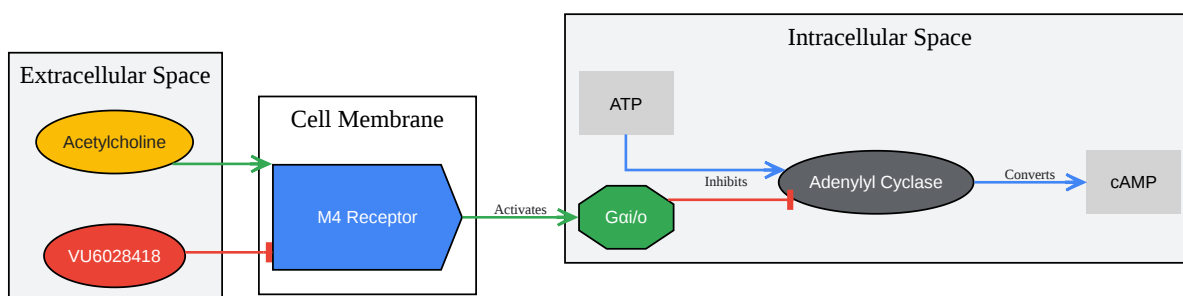 Extracellular Space
Acetylcholine
VU6028418
Cell Membrane
M4 Receptor
Activates
Intracellular Space
ATP
Inhibits
Gαi/o
Adenylyl Cyclase
Converts
cAMP